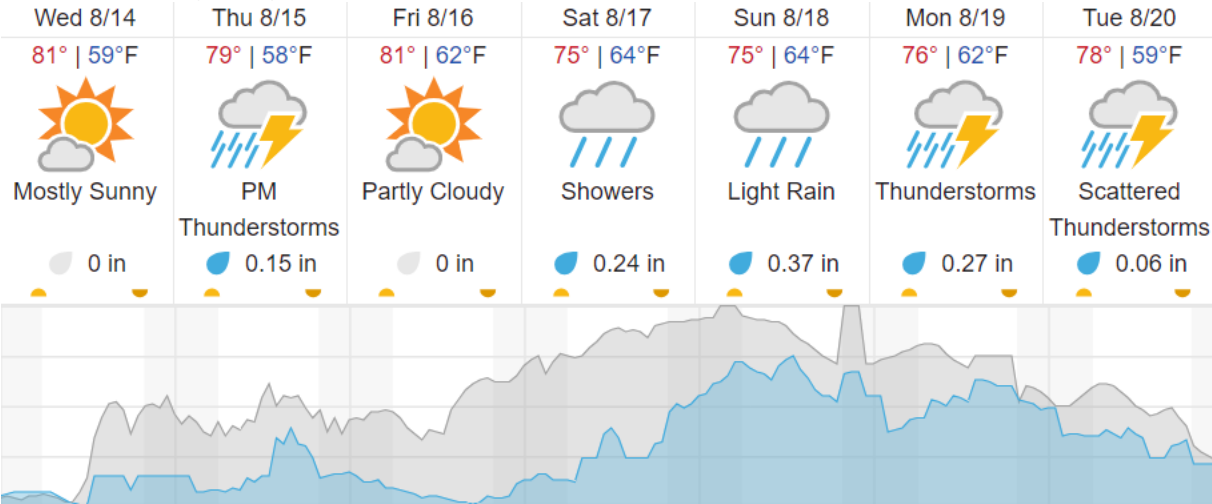 Wed 8/14
Thu 8/15
Fri 8/16
Sat 8/17
Sun 8/18
Mon 8/19
Tue 8/20
81° | 59°F
79° | 58°F
81° | 62°F
75° | 64°F
75° | 64°F
76° | 62°F
78° | 59°F
Mostly Sunny
PM
Thunderstorms
Partly Cloudy
Showers
Light Rain
Thunderstorms
Scattered
Thunderstorms
0 in
0.15 in
0 in
0.24 in
0.37 in
0.27 in
0.06 in